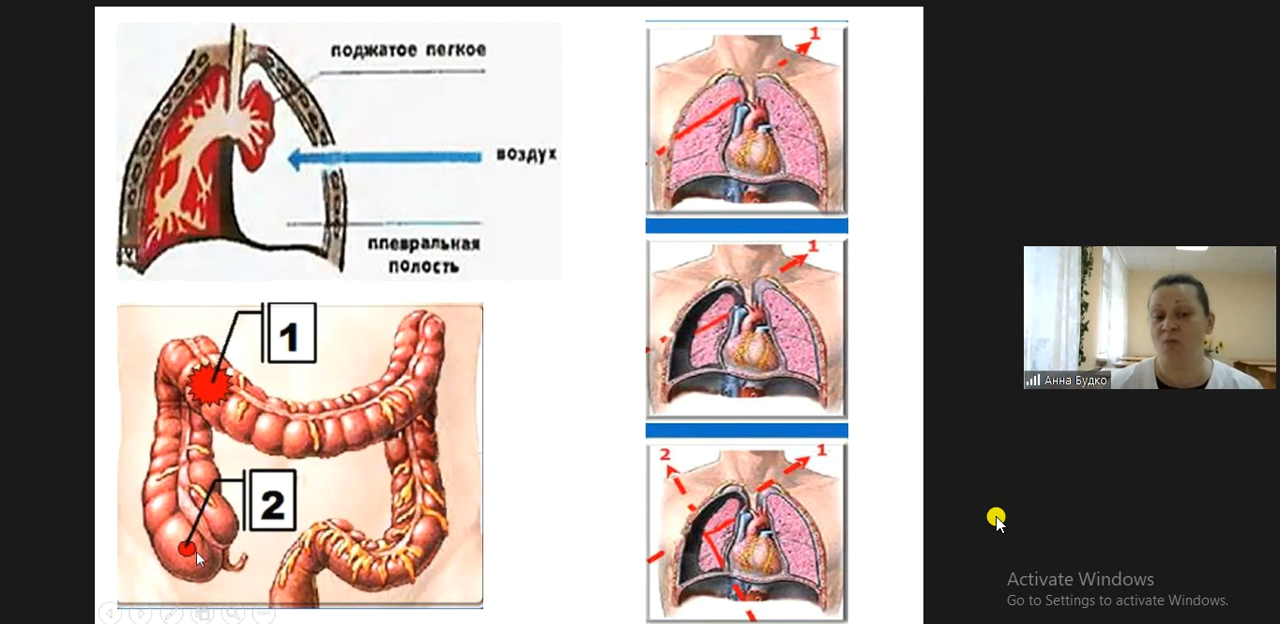 поджатое легкое
воздух
плевральная
полость
1
2
1
1
2
1
Анна Будко
Activate Windows
Go to Settings to activate Windows.